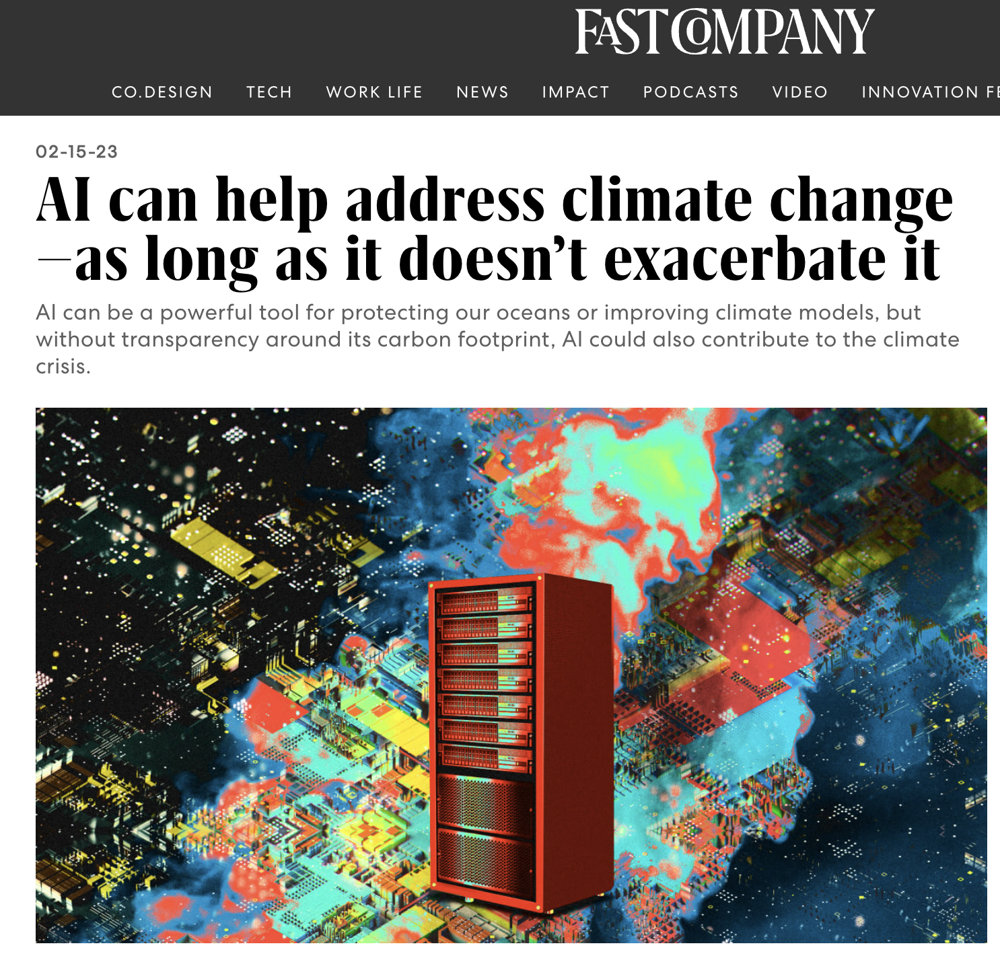 FAST COMPANY
CO.DESIGN TECH WORK LIFE NEWS IMPACT PODCASTS VIDEO INNOVATION FE
02-15-23
AI can help address climate change
—as long as it doesn’t exacerbate it
AI can be a powerful tool for protecting our oceans or improving climate models, but
without transparency around its carbon footprint, AI could also contribute to the climate
crisis.